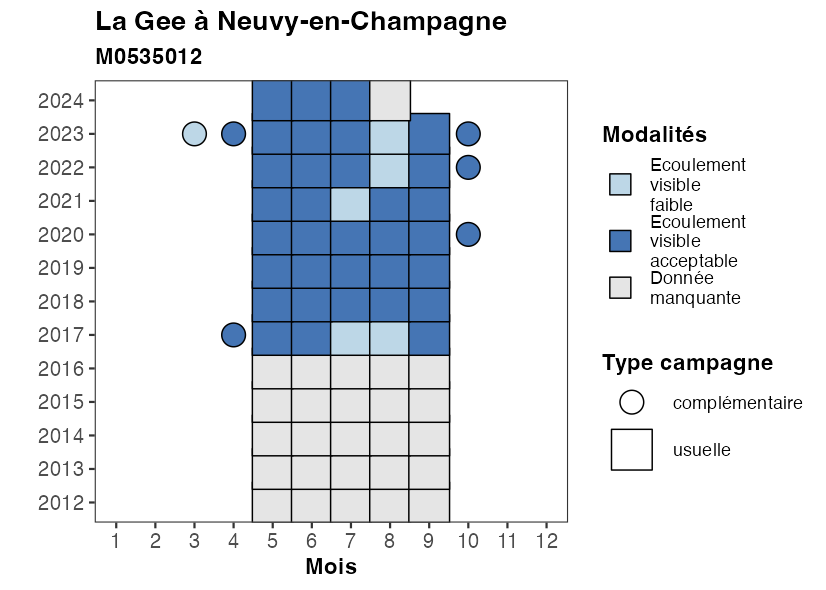 La Gee à Neuvy-en-Champagne
M0535012
2024
2023
2022
2021
2020
2019
2018
2017
2016
2015
2014
2013
2012
1 2 3 4 5 6 7 8 9 10 11 12
Mois
Modalités
Ecoulement
visible
faible
Ecoulement
visible
acceptable
Donnée
manquante
Type campagne
complémentaire
usuelle